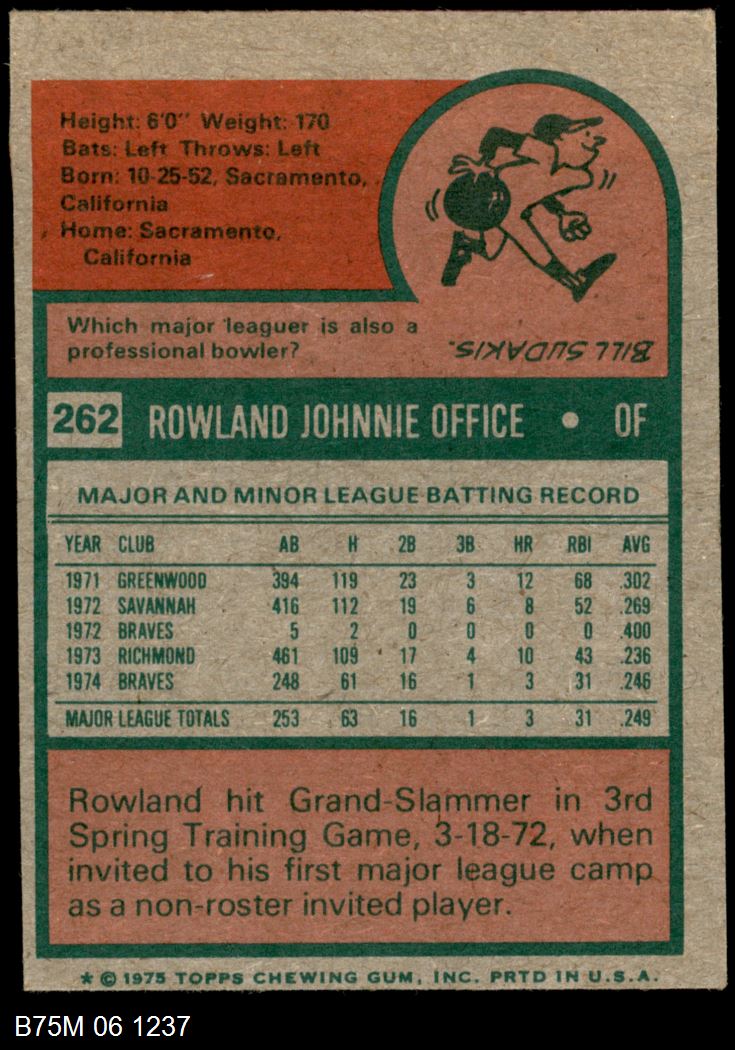 Height: 6'0" Weight: 170
Bats: Left Throws: Left
Born: 10-25-52, Sacramento,
California
Home: Sacramento,
California
Which major leaguer is also a
professional bowler?
BILL SUDAKIS.
262 ROWLAND JOHNNIE OFFICE • OF
MAJOR AND MINOR LEAGUE BATTING RECORD
YEAR CLUB AB H 2B 3B HR RBI AVG
1971 GREENWOOD 394 119 23 3 12 68 .302
1972 SAVANNAH 416 112 19 6 8 52 .269
1972 BRAVES 5 2 0 0 0 0 .400
1973 RICHMOND 461 109 17 4 10 43 .236
1974 BRAVES 248 61 16 1 3 31 .246
MAJOR LEAGUE TOTALS 253 63 16 1 3 31 .249
Rowland hit Grand-Slammer in 3rd
Spring Training Game, 3-18-72, when
invited to his first major league camp
as a non-roster invited player.
* © 1975 TOPPS CHEWING GUM, INC. PRTD IN U.S.A.
B75M 06 1237